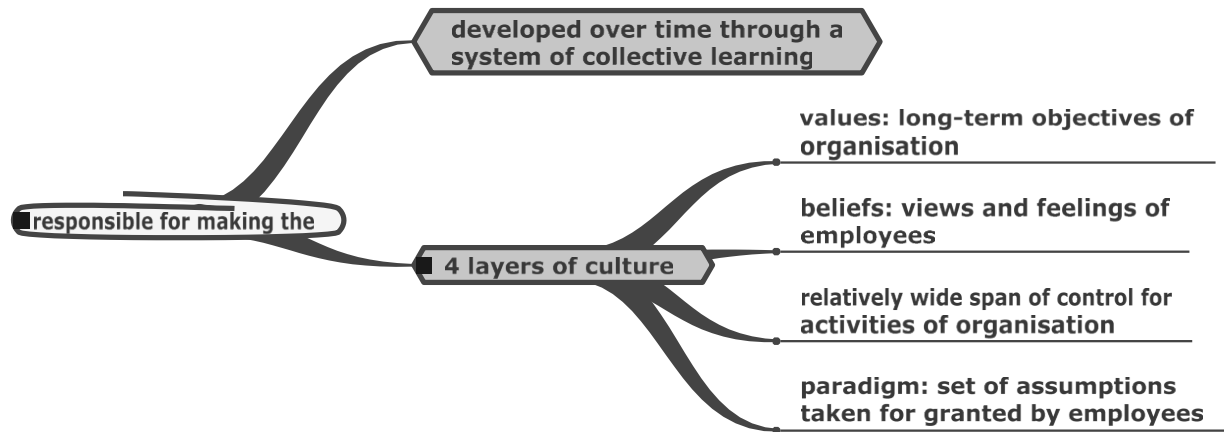 developed over time through a
system of collective learning
values: long-term objectives of
organisation
beliefs: views and feelings of
employees
responsible for making the
4 layers of culture
relatively wide span of control for
activities of organisation
paradigm: set of assumptions
taken for granted by employees